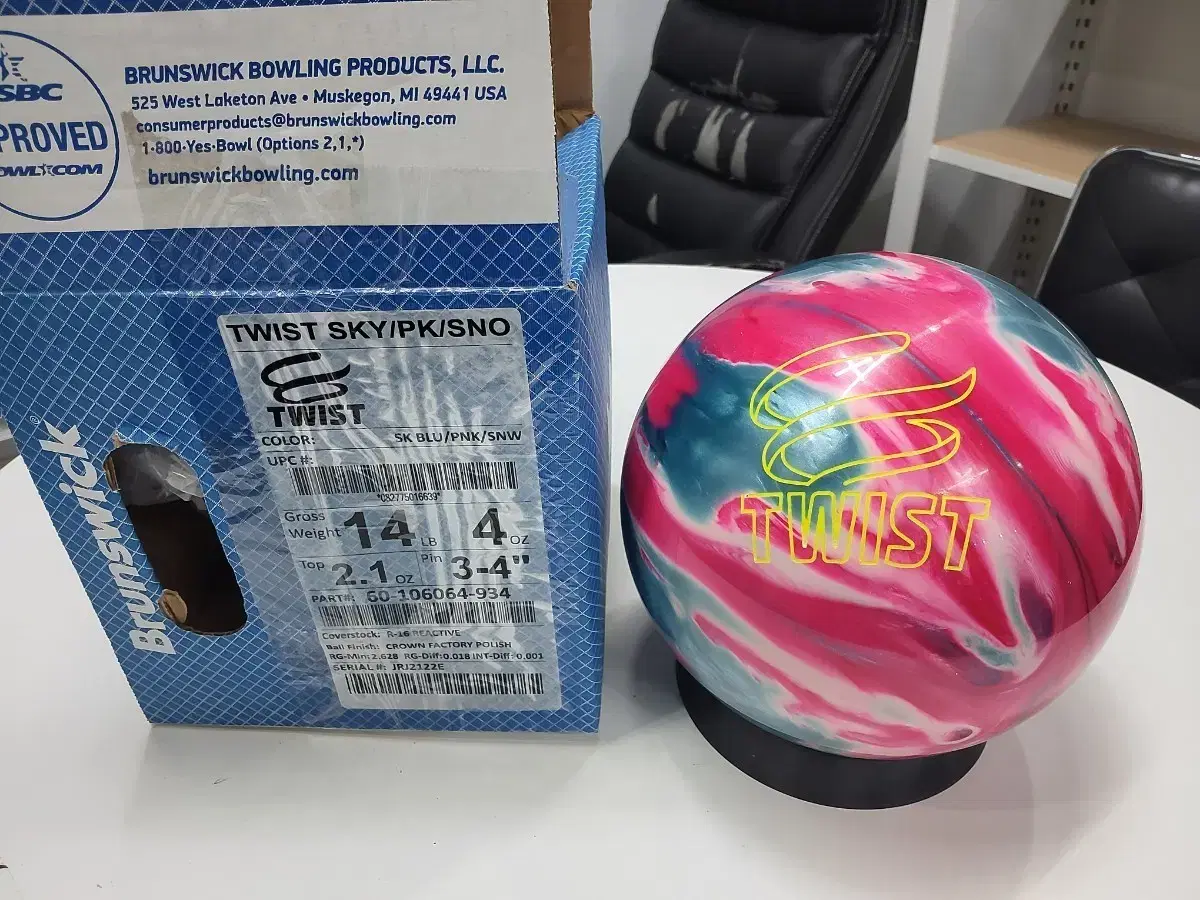 SBC
PROVED
OWL COM
BRUNSWICK BOWLING PRODUCTS, LLC.
525 West Laketon Ave • Muskegon, MI 49441 USA
consumerproducts@brunswickbowling.com
1-800-Yes-Bowl (Options 2,1,*)
brunswickbowling.com
Brunswick®
TWIST SKY/PK/SNO
TWIST
COLOR: SK BLU/PNK/SNW
UPC #:
*082775016639*
Gross Weight 14 LB 4 OZ
Top 2.1 OZ Pin 3-4"
PART#: 60-106064-934
Coverstock: R-16 REACTIVE
Ball Finish: CROWN FACTORY POLISH
RG-Min: 2.628 RG-Diff: 0.018 INT-Diff: 0.001
SERIAL #: JRJ2122E
TWIST